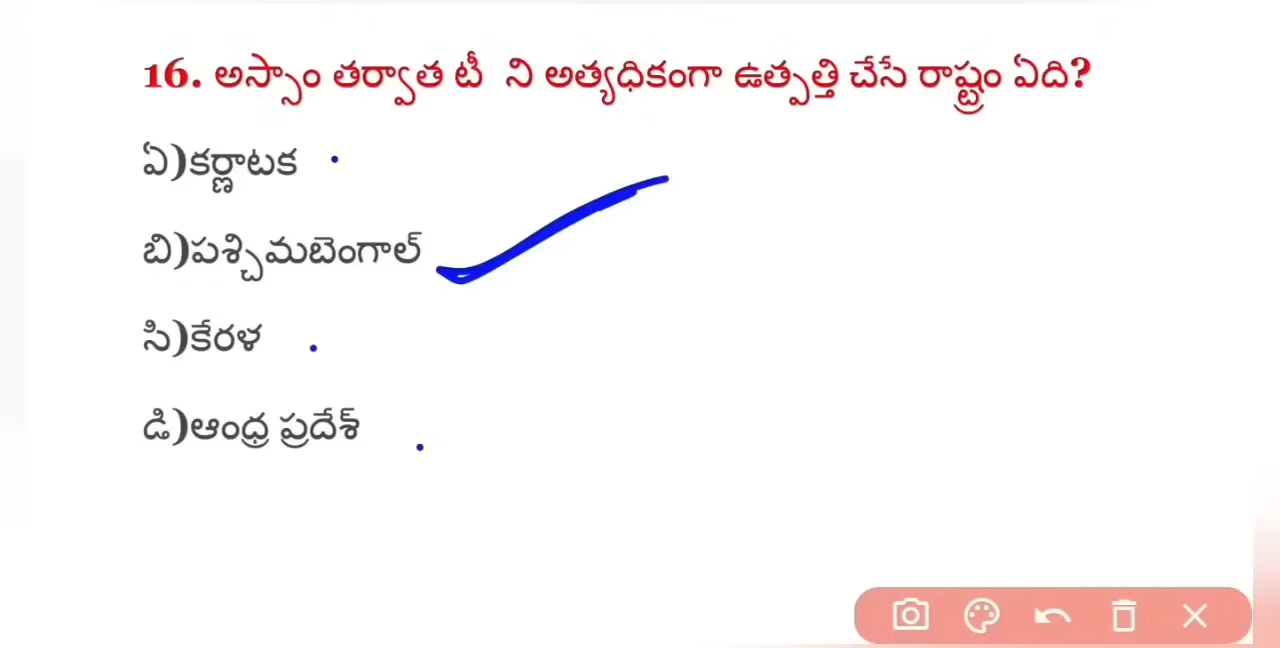 16. అస్సాం తర్వాత టీ ని అత్యధికంగా ఉత్పత్తి చేసే రాష్ట్రం ఏది?
ఏ)కర్ణాటక
బి)పశ్చిమబెంగాల్
సి)కేరళ
డి)ఆంధ్ర ప్రదేశ్